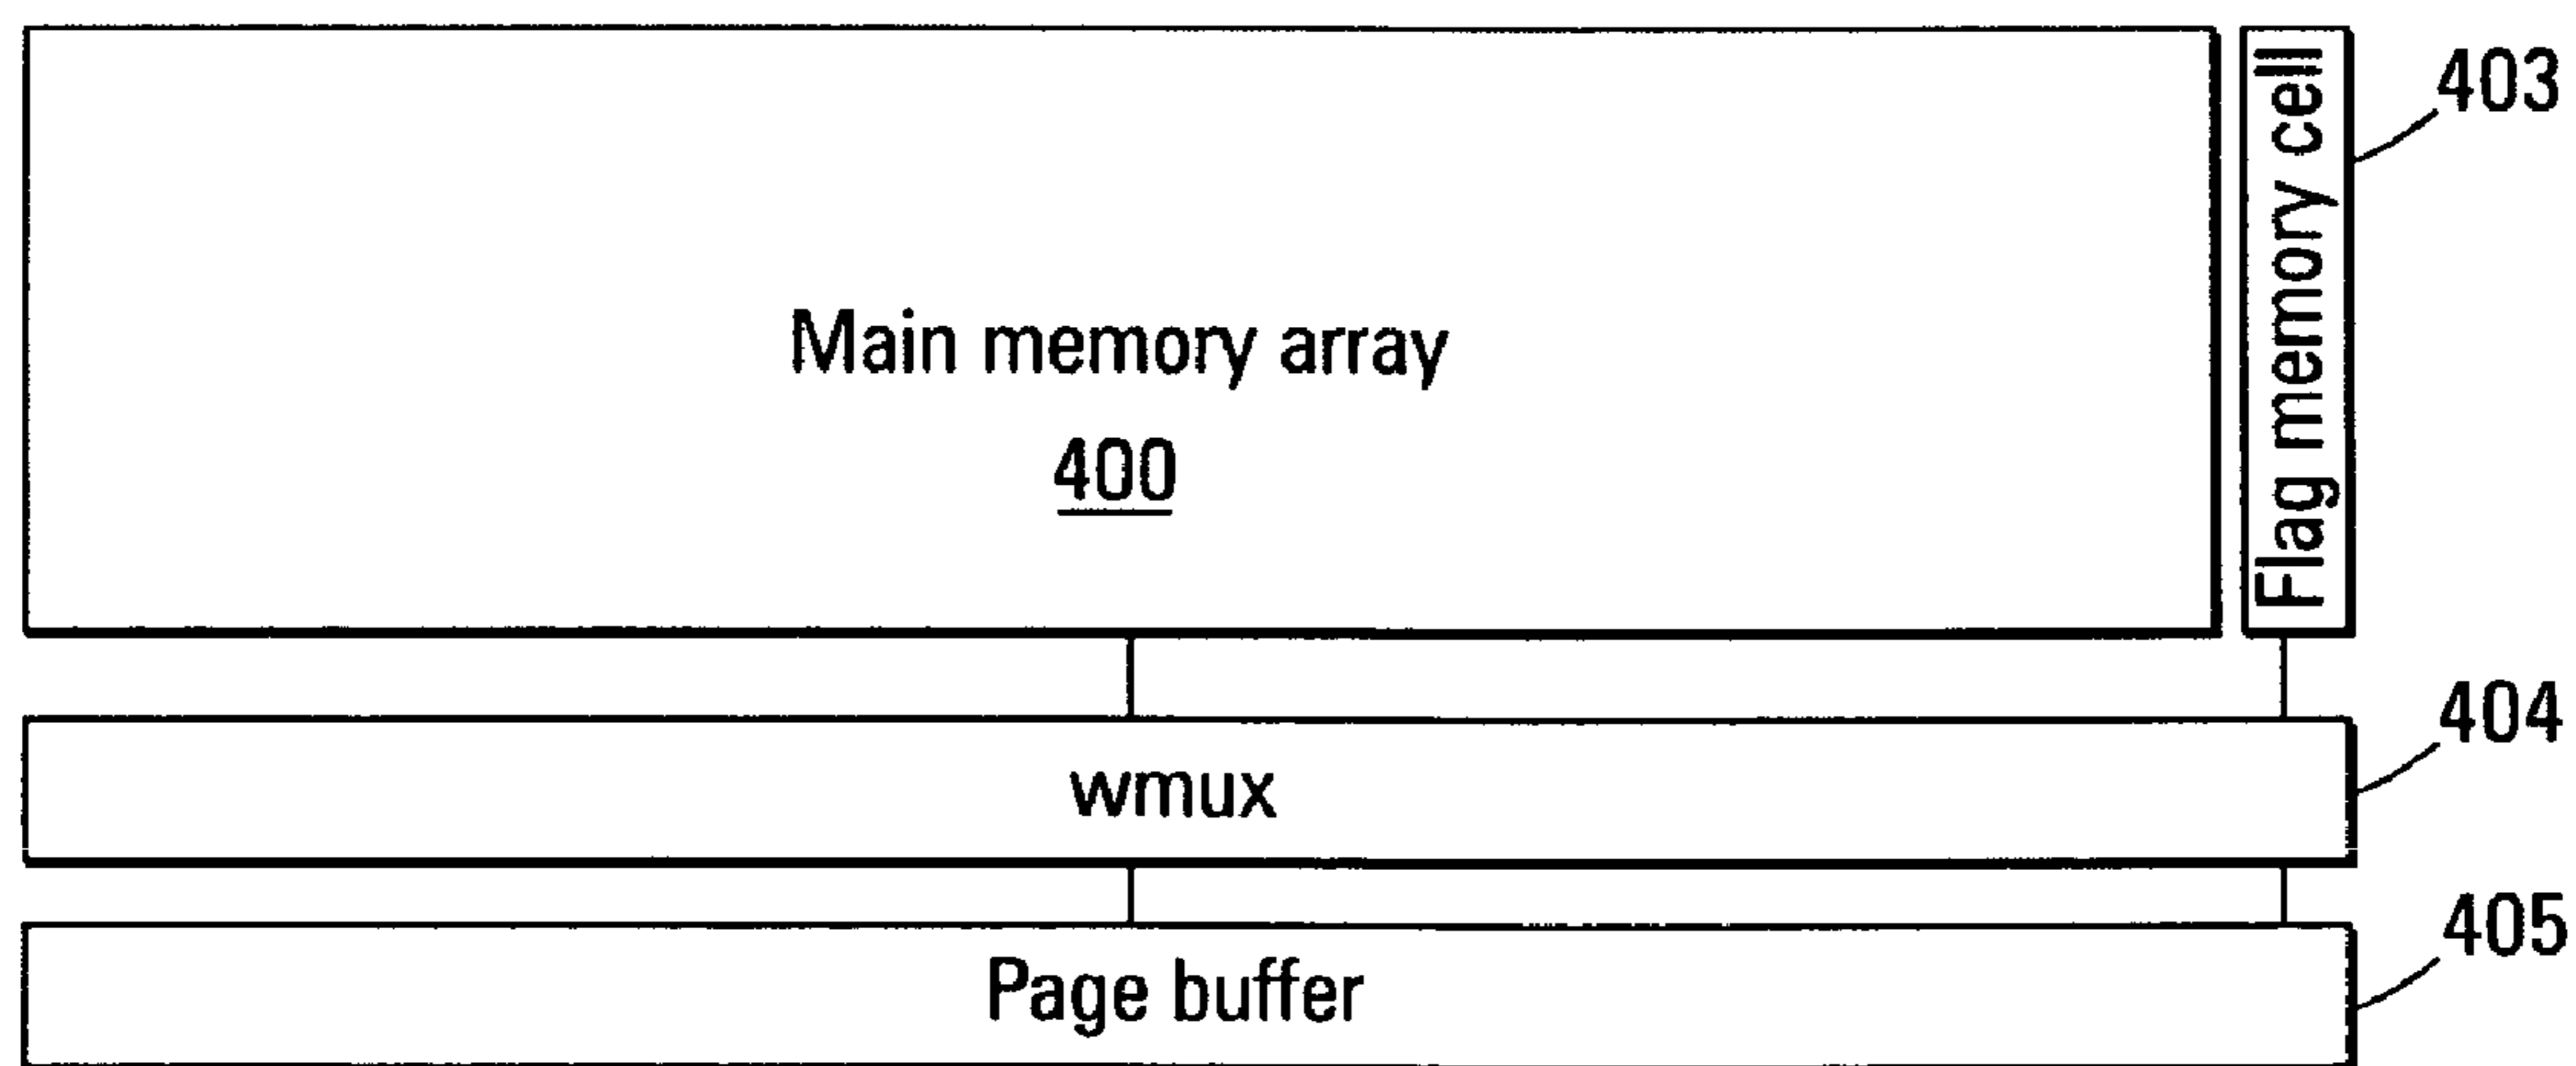 Main memory array
400
Flag memory cell
403
wmux
404
Page buffer
405